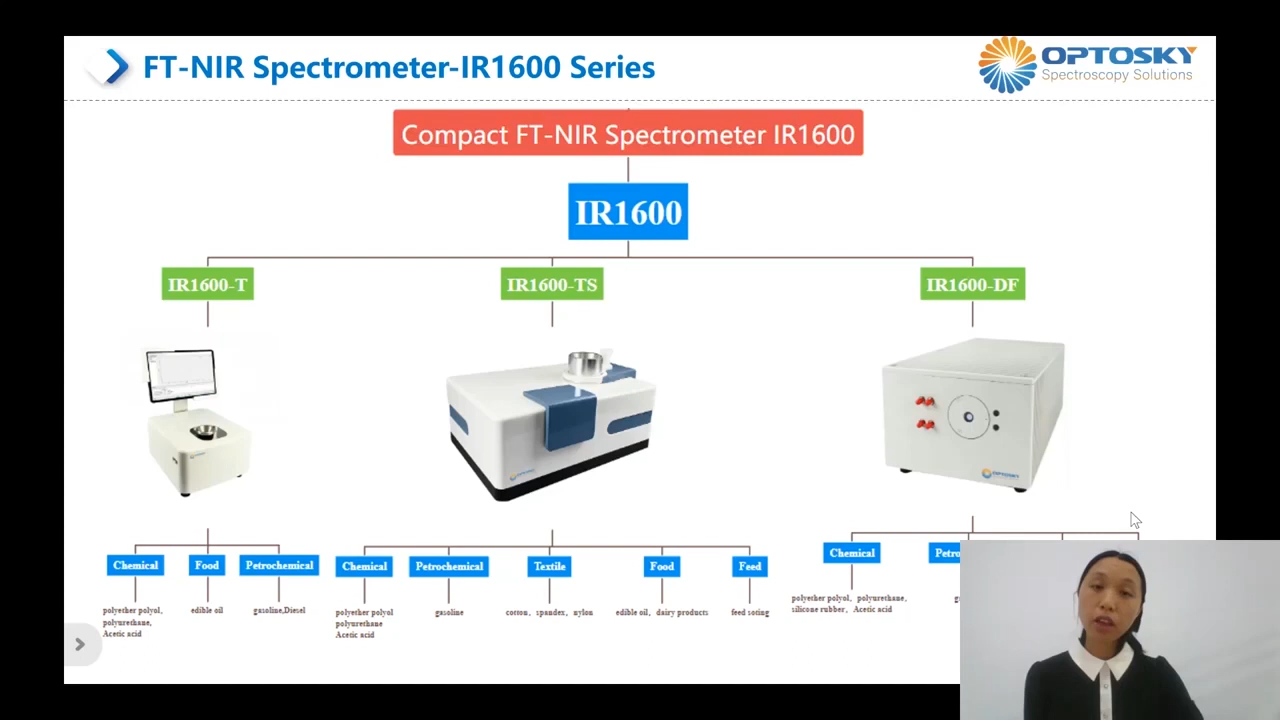 FT-NIR Spectrometer-IR1600 Series
OPTOSKY
Spectroscopy Solutions
Compact FT-NIR Spectrometer IR1600
IR1600
IR1600-T
IR1600-TS
IR1600-DF
OPTOSKY
OPTOSKY
Chemical
Food
Petrochemical
polyether polyol,
polyurethane,
Acetic acid
edible oil
gasoline,Diesel
Chemical
Petrochemical
Textile
Food
Feed
polyether polyol
polyurethane
Acetic acid
gasoline
cotton、spandex、nylon
edible oil、dairy products
feed soting
Chemical
Petro
polyether polyol、polyurethane、
silicone rubber、Acetic acid